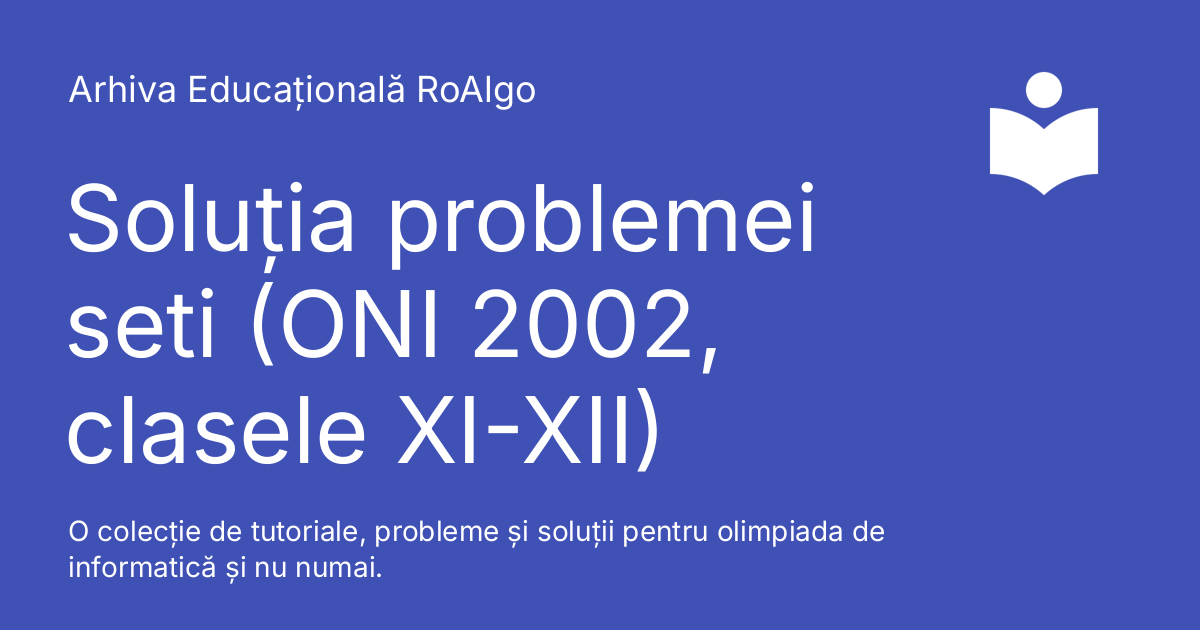 Arhiva Educațională RoAlgo
Soluția problemei
seti (ONI 2002,
clasele XI-XII)
O colecție de tutoriale, probleme și soluții pentru olimpiada de
informatică și nu numai.